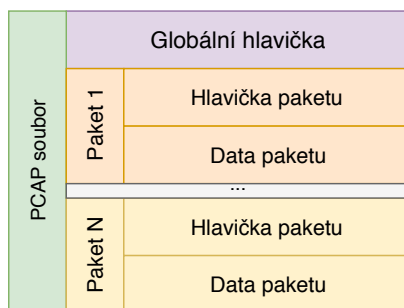 PCAP soubor
Globální hlavička
Paket 1
Hlavička paketu
Data paketu
...
Paket N
Hlavička paketu
Data paketu